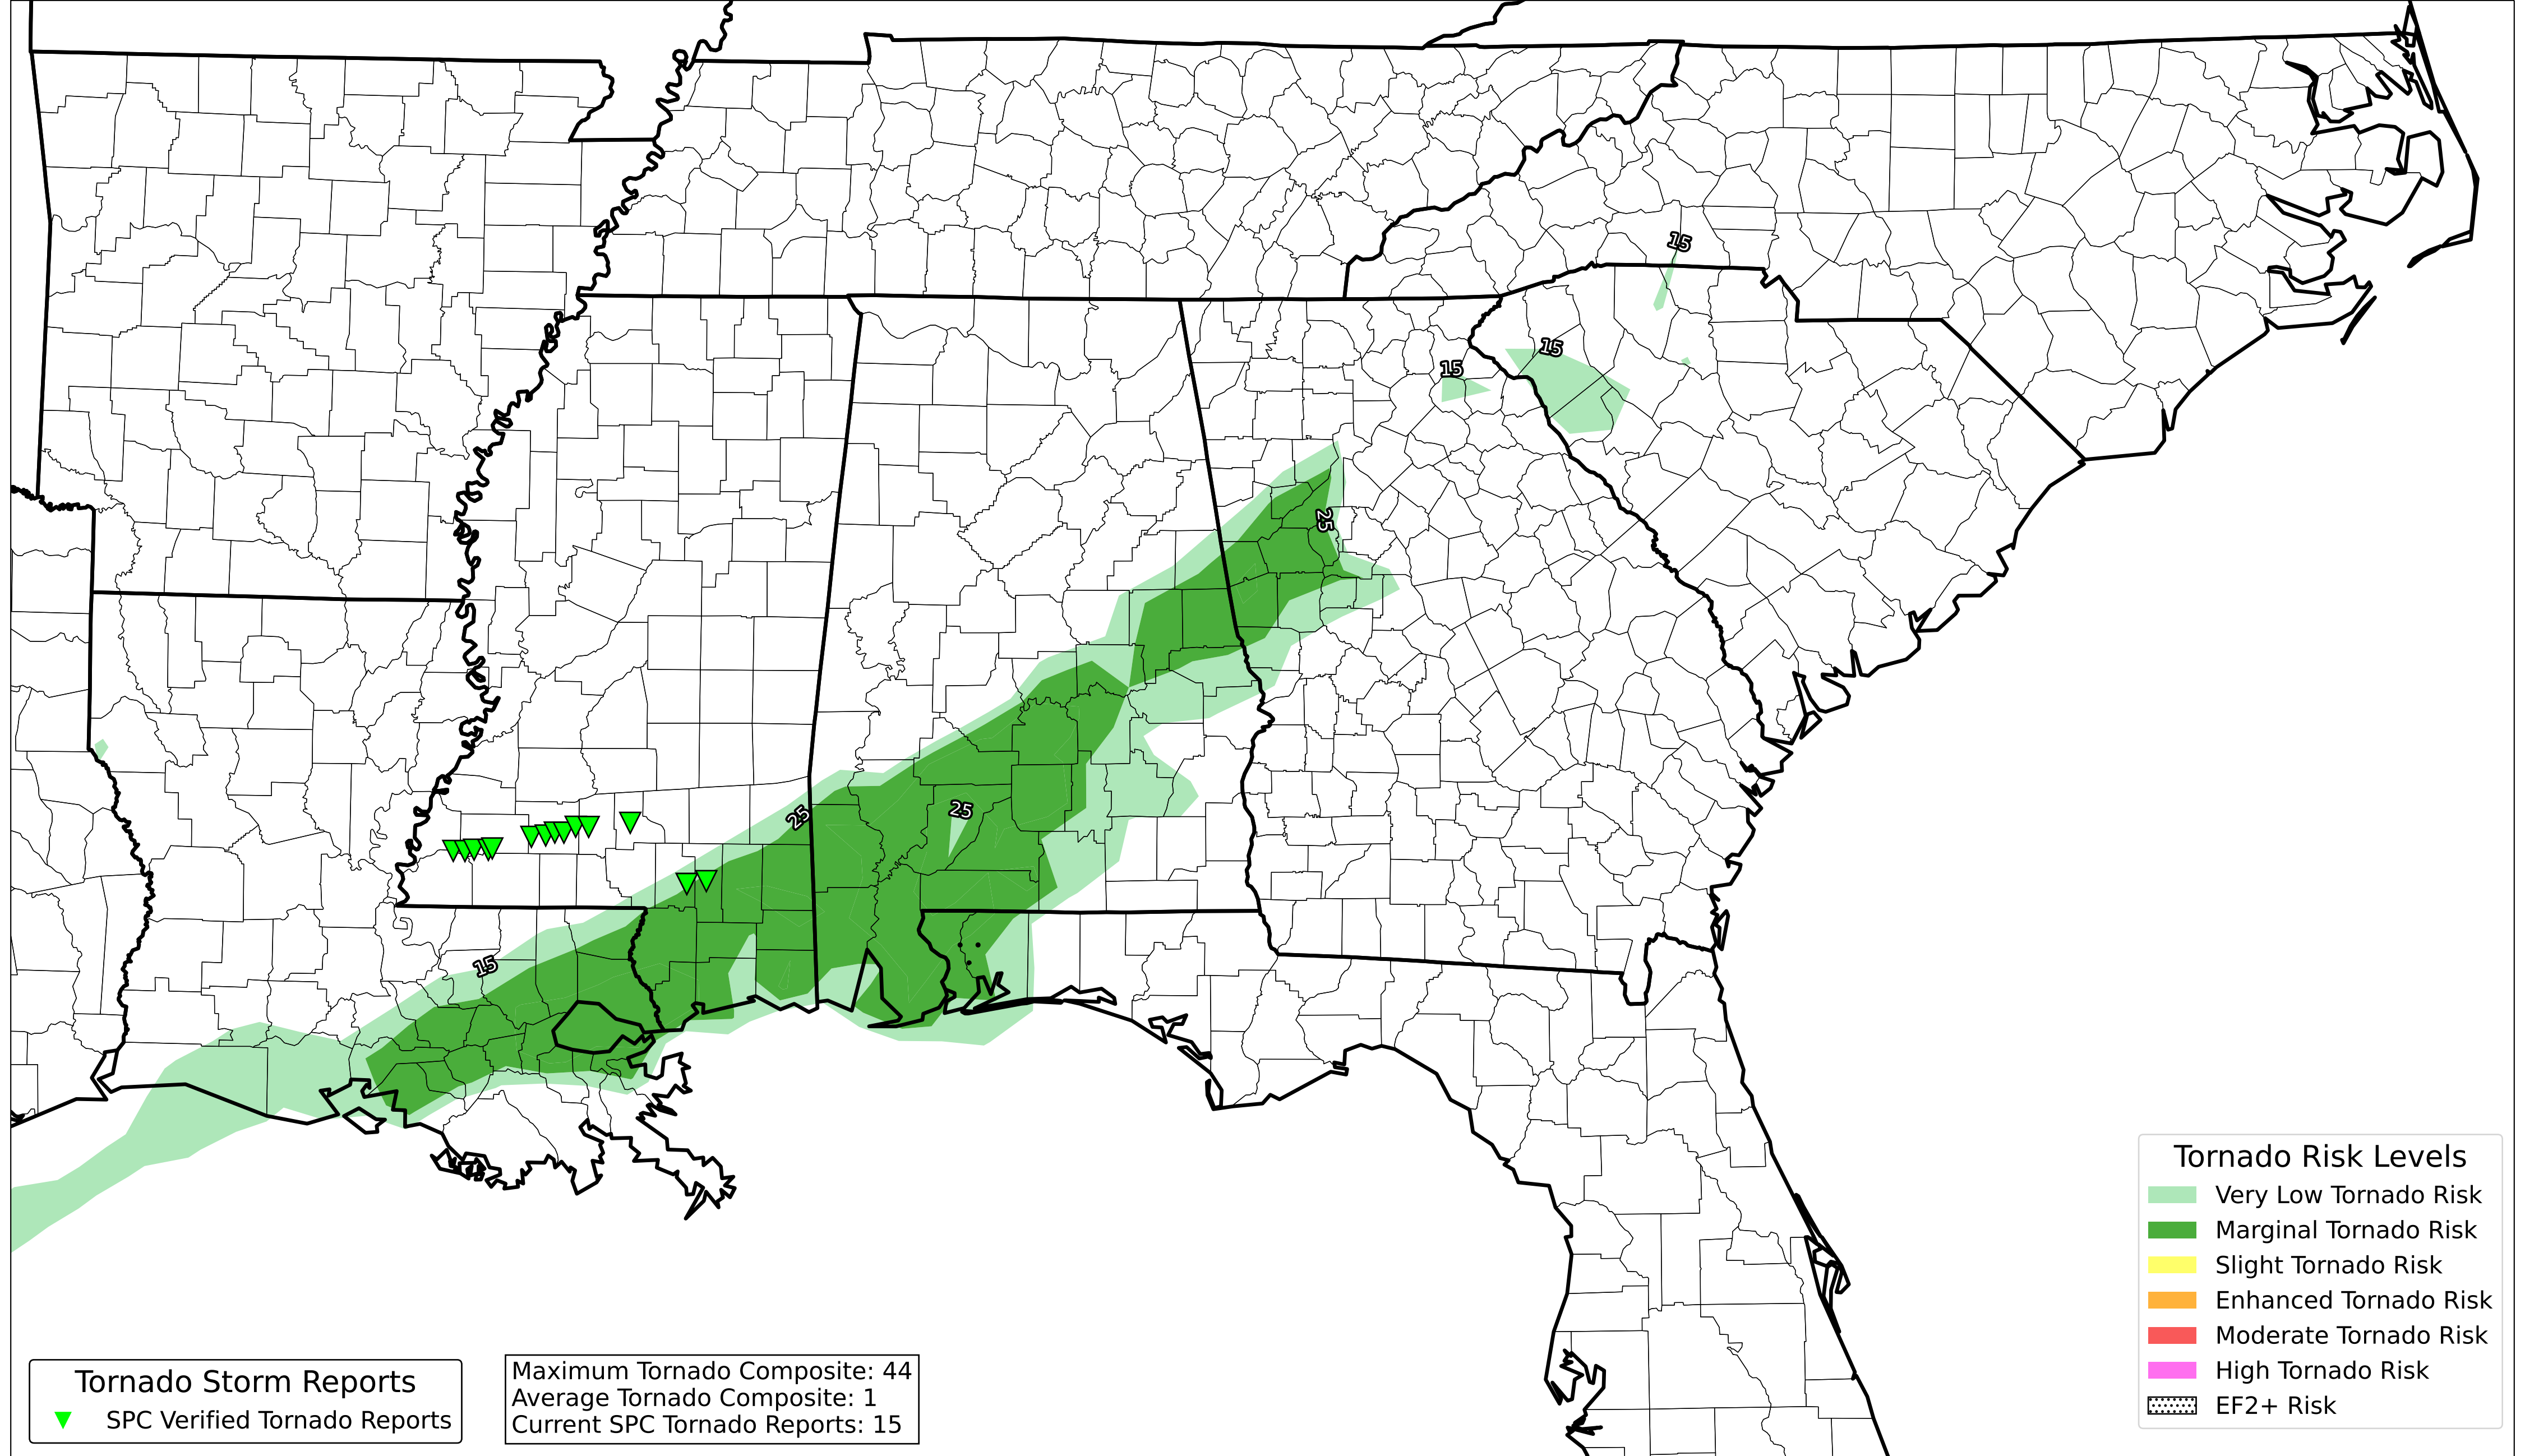 15
15
15
25
25
25
15
Tornado Risk Levels
Very Low Tornado Risk
Marginal Tornado Risk
Slight Tornado Risk
Enhanced Tornado Risk
Moderate Tornado Risk
High Tornado Risk
EF2+ Risk
Tornado Storm Reports
SPC Verified Tornado Reports
Maximum Tornado Composite: 44
Average Tornado Composite: 1
Current SPC Tornado Reports: 15